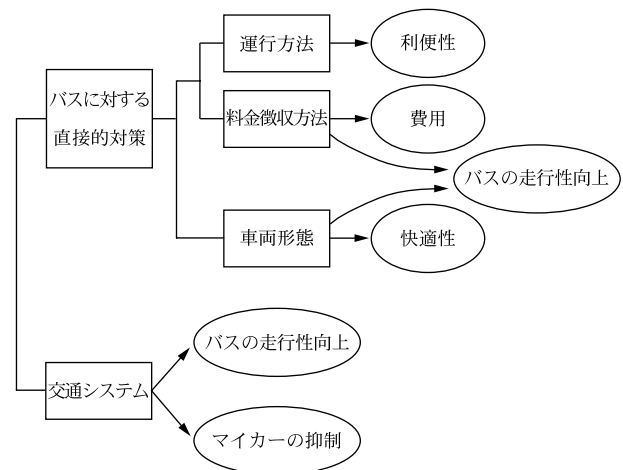 運行方法
利便性
バスに対する
直接的対策
料金徴収方法
費用
バスの走行性向上
車両形態
快適性
バスの走行性向上
交通システム
マイカーの抑制